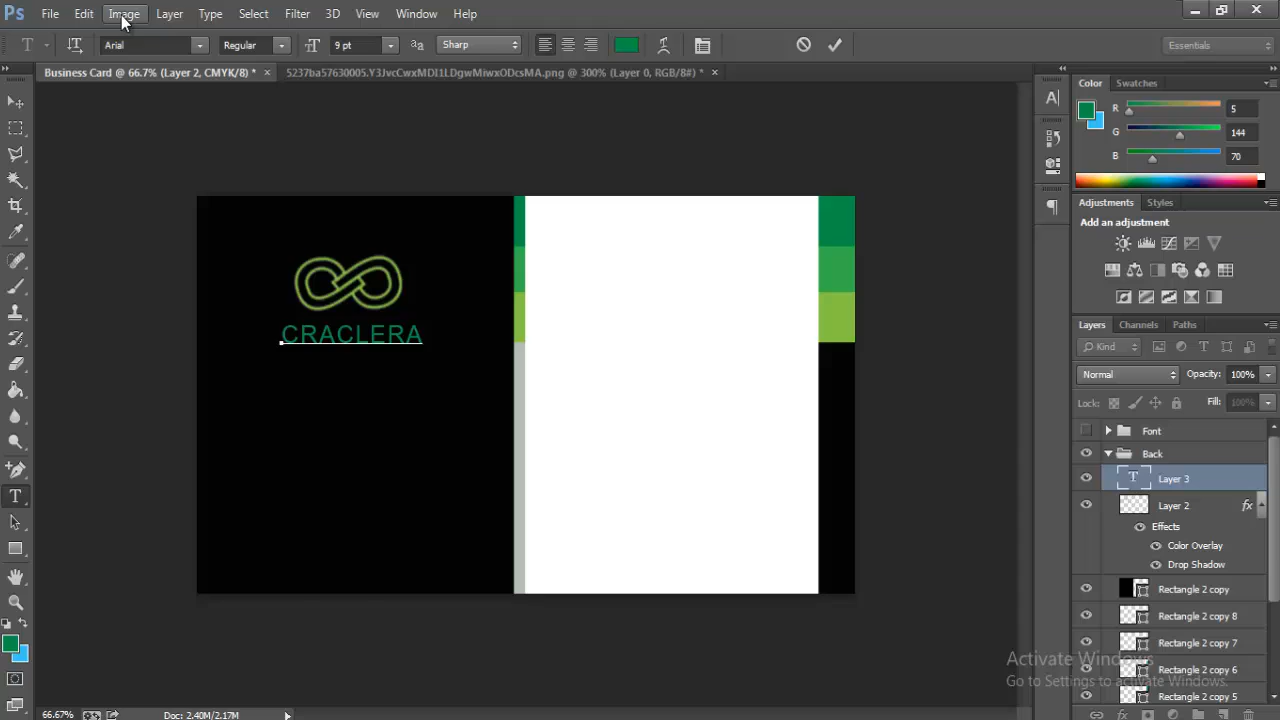 Ps File Edit Image Layer Type Select Filter 3D View Window Help
T Arial Regular 9 pt Sharp Essentials
Business Card @ 66.7% (Layer 2, CMYK/8) * × 5237ba57630005.Y3JvcCwxMDI1LDgwMiwxODcsMA.png @ 300% (Layer 0, RGB/8#) * ×
Color Swatches
R 5
G 144
B 70
Adjustments Styles
Add an adjustment
CRACLERA
Layers Channels Paths
Kind
Normal Opacity: 100%
Lock: Fill: 100%
Font
Back
T Layer 3
Layer 2 fx
Effects
Color Overlay
Drop Shadow
Rectangle 2 copy
Rectangle 2 copy 8
Rectangle 2 copy 7
Rectangle 2 copy 6
Rectangle 2 copy 5
Activate Windows
Go to Settings to activate Windows.
66.67% Doc: 2.40M/2.17M